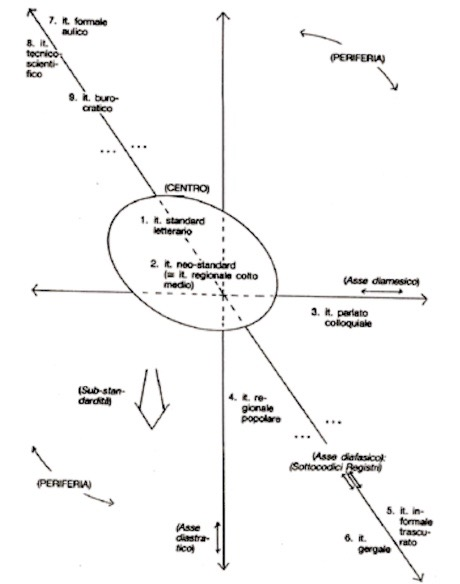 7. it. formale
aulico
8. it.
tecnico-
scienti-
fico
(PERIFERIA)
9. it. buro-
cratico
... ...
(CENTRO)
1. it. standard
letterario
2. it. neo-standard
(= it. regionale colto
medio)
(Asse diamesico)
3. it. parlato
colloquiale
(Sub-stan-
dardità)
4. it. re-
gionale
popolare
... ...
(Asse diafasico):
(Sottocodici Registri)
(PERIFERIA)
5. it. in-
formale
trascu-
rato
6. it.
gergale
(Asse
diastra-
tico)